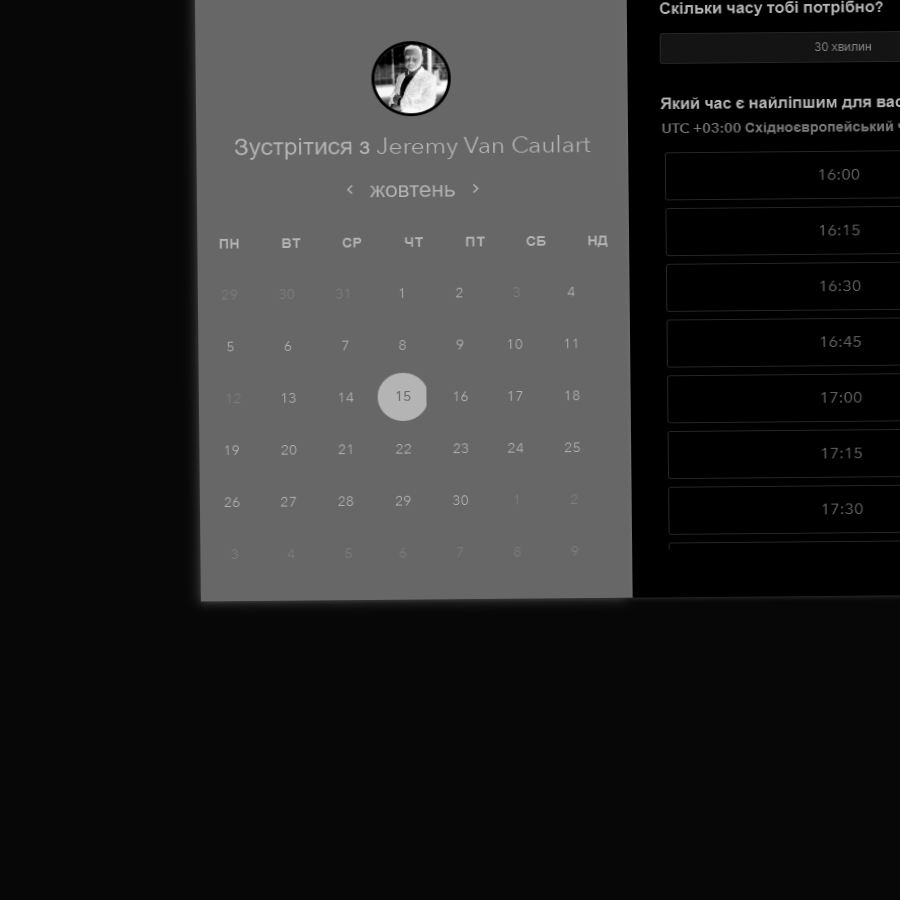 Зустрітися з Jeremy Van Caulart
‹ жовтень ›
ПН ВТ СР ЧТ ПТ СБ НД
29 30 31 1 2 3 4
5 6 7 8 9 10 11
12 13 14 15 16 17 18
19 20 21 22 23 24 25
26 27 28 29 30 1 2
3 4 5 6 7 8 9
Скільки часу тобі потрібно?
30 хвилин
Який час є найліпшим для вас
UTC +03:00 Східноєвропейський
16:00
16:15
16:30
16:45
17:00
17:15
17:30